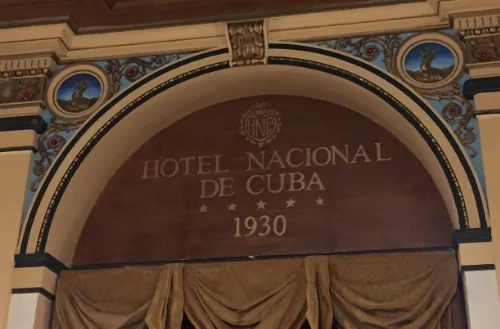 HOTEL NACIONAL
DE CUBA
1930